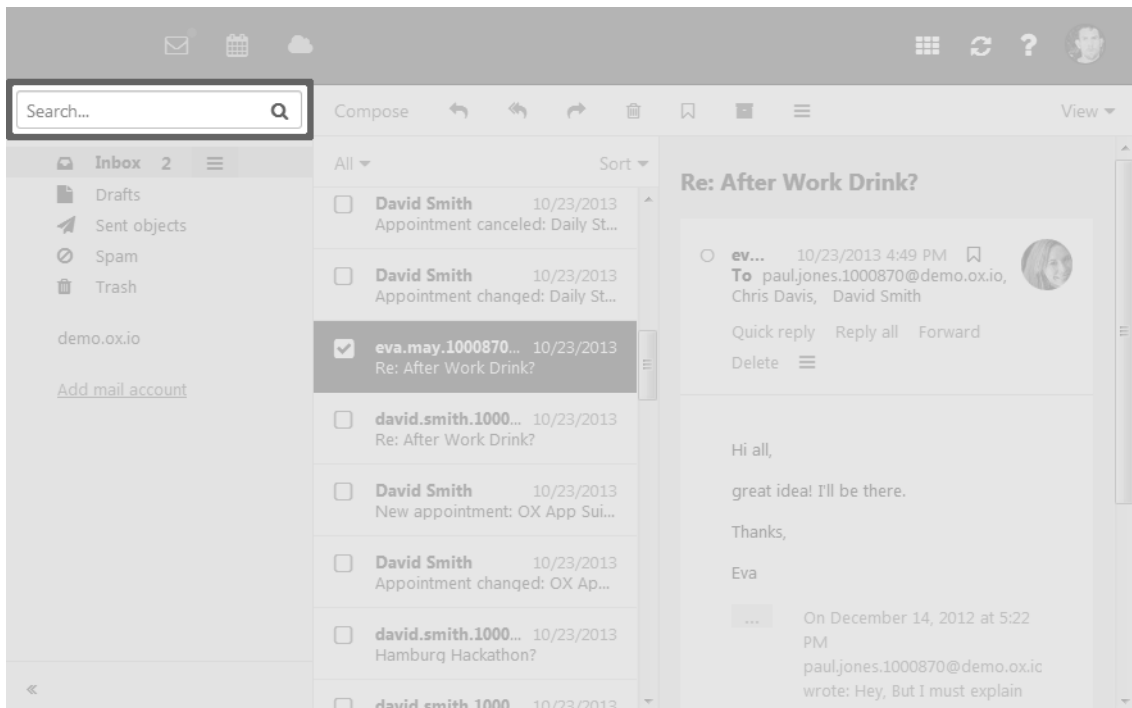 Search...
Compose
View
Inbox 2
Drafts
Sent objects
Spam
Trash
demo.ox.io
Add mail account
All
Sort
David Smith 10/23/2013
Appointment canceled: Daily St...
David Smith 10/23/2013
Appointment changed: Daily St...
eva.may.1000870... 10/23/2013
Re: After Work Drink?
david.smith.1000... 10/23/2013
Re: After Work Drink?
David Smith 10/23/2013
New appointment: OX App Sui...
David Smith 10/23/2013
Appointment changed: OX Ap...
david.smith.1000... 10/23/2013
Hamburg Hackathon?
david.smith.1000... 10/23/2013
Re: After Work Drink?
ev... 10/23/2013 4:49 PM
To paul.jones.1000870@demo.ox.io,
Chris Davis, David Smith
Quick reply Reply all Forward
Delete
Hi all,
great idea! I'll be there.
Thanks,
Eva
... On December 14, 2012 at 5:22
PM
paul.jones.1000870@demo.ox.ic
wrote: Hey, But I must explain